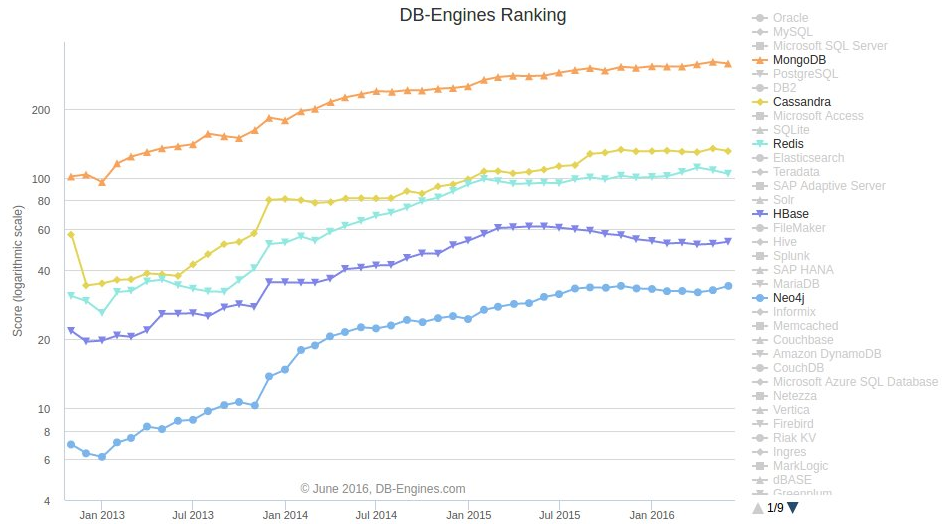 DB-Engines Ranking
Score (logarithmic scale)
200
100
80
60
40
20
10
8
6
4
Jan 2013
Jul 2013
Jan 2014
Jul 2014
Jan 2015
Jul 2015
Jan 2016
© June 2016, DB-Engines.com
Oracle
MySQL
Microsoft SQL Server
MongoDB
PostgreSQL
DB2
Cassandra
Microsoft Access
SQLite
Redis
Elasticsearch
Teradata
SAP Adaptive Server
Solr
HBase
FileMaker
Hive
Splunk
SAP HANA
MariaDB
Neo4j
Informix
Memcached
Couchbase
Amazon DynamoDB
CouchDB
Microsoft Azure SQL Database
Netezza
Vertica
Firebird
Riak KV
Ingres
MarkLogic
dBASE
Greenplum
1/9